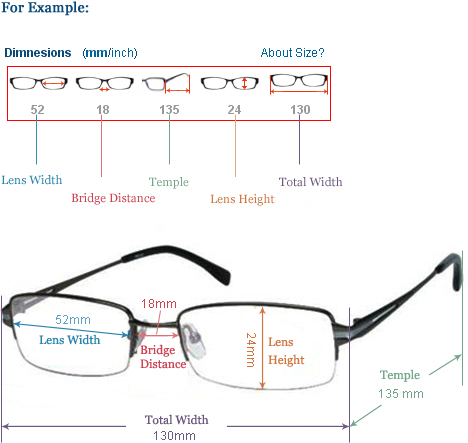 For Example:
Dimnesions (mm/inch) About Size?
52 18 135 24 130
Lens Width
Bridge Distance
Temple
Lens Height
Total Width
18mm
52mm
Lens Width
Bridge
Distance
24mm
Lens
Height
Temple
135 mm
Total Width
130mm